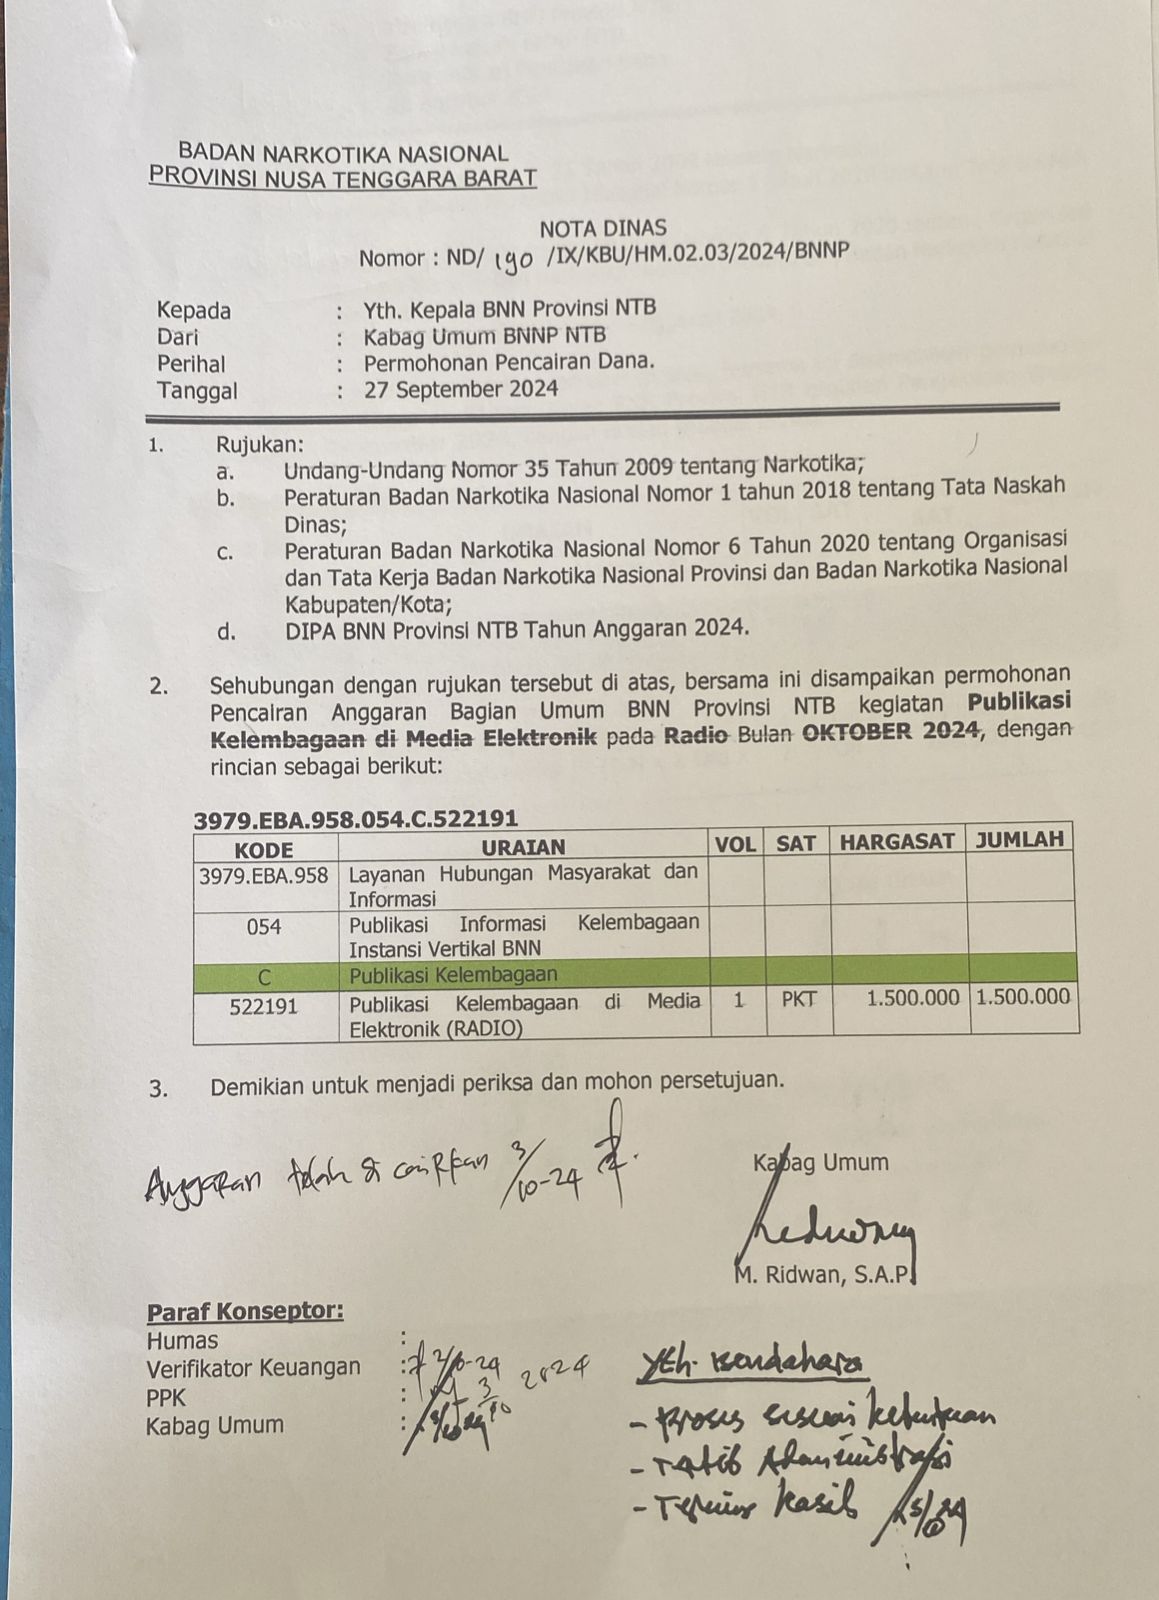 BADAN NARKOTIKA NASIONAL
PROVINSI NUSA TENGGARA BARAT
NOTA DINAS
Nomor : ND/ 190 /IX/KBU/HM.02.03/2024/BNNP
Kepada : Yth. Kepala BNN Provinsi NTB
Dari : Kabag Umum BNNP NTB
Perihal : Permohonan Pencairan Dana.
Tanggal : 27 September 2024
1. Rujukan:
a. Undang-Undang Nomor 35 Tahun 2009 tentang Narkotika;
b. Peraturan Badan Narkotika Nasional Nomor 1 tahun 2018 tentang Tata Naskah
Dinas;
c. Peraturan Badan Narkotika Nasional Nomor 6 Tahun 2020 tentang Organisasi
dan Tata Kerja Badan Narkotika Nasional Provinsi dan Badan Narkotika Nasional
Kabupaten/Kota;
d. DIPA BNN Provinsi NTB Tahun Anggaran 2024.
2. Sehubungan dengan rujukan tersebut di atas, bersama ini disampaikan permohonan
Pencairan Anggaran Bagian Umum BNN Provinsi NTB kegiatan Publikasi
Kelembagaan di Media Elektronik pada Radio Bulan OKTOBER 2024, dengan
rincian sebagai berikut:
3979.EBA.958.054.C.522191
KODE URAIAN VOL SAT HARGASAT JUMLAH
3979.EBA.958 Layanan Hubungan Masyarakat dan
Informasi
054 Publikasi Informasi Kelembagaan
Instansi Vertikal BNN
C Publikasi Kelembagaan
522191 Publikasi Kelembagaan di Media 1 PKT 1.500.000 1.500.000
Elektronik (RADIO)
3. Demikian untuk menjadi periksa dan mohon persetujuan.
Anggaran telah di cairkan 3/10-24
Kabag Umum
M. Ridwan, S.A.P.
Paraf Konseptor:
Humas :
Verifikator Keuangan : 2/10-24
PPK : 3/10 2024
Kabag Umum :
Yth. Bendahara
- Proses sesuai ketentuan
- Tertib Administrasi
- Terima kasih